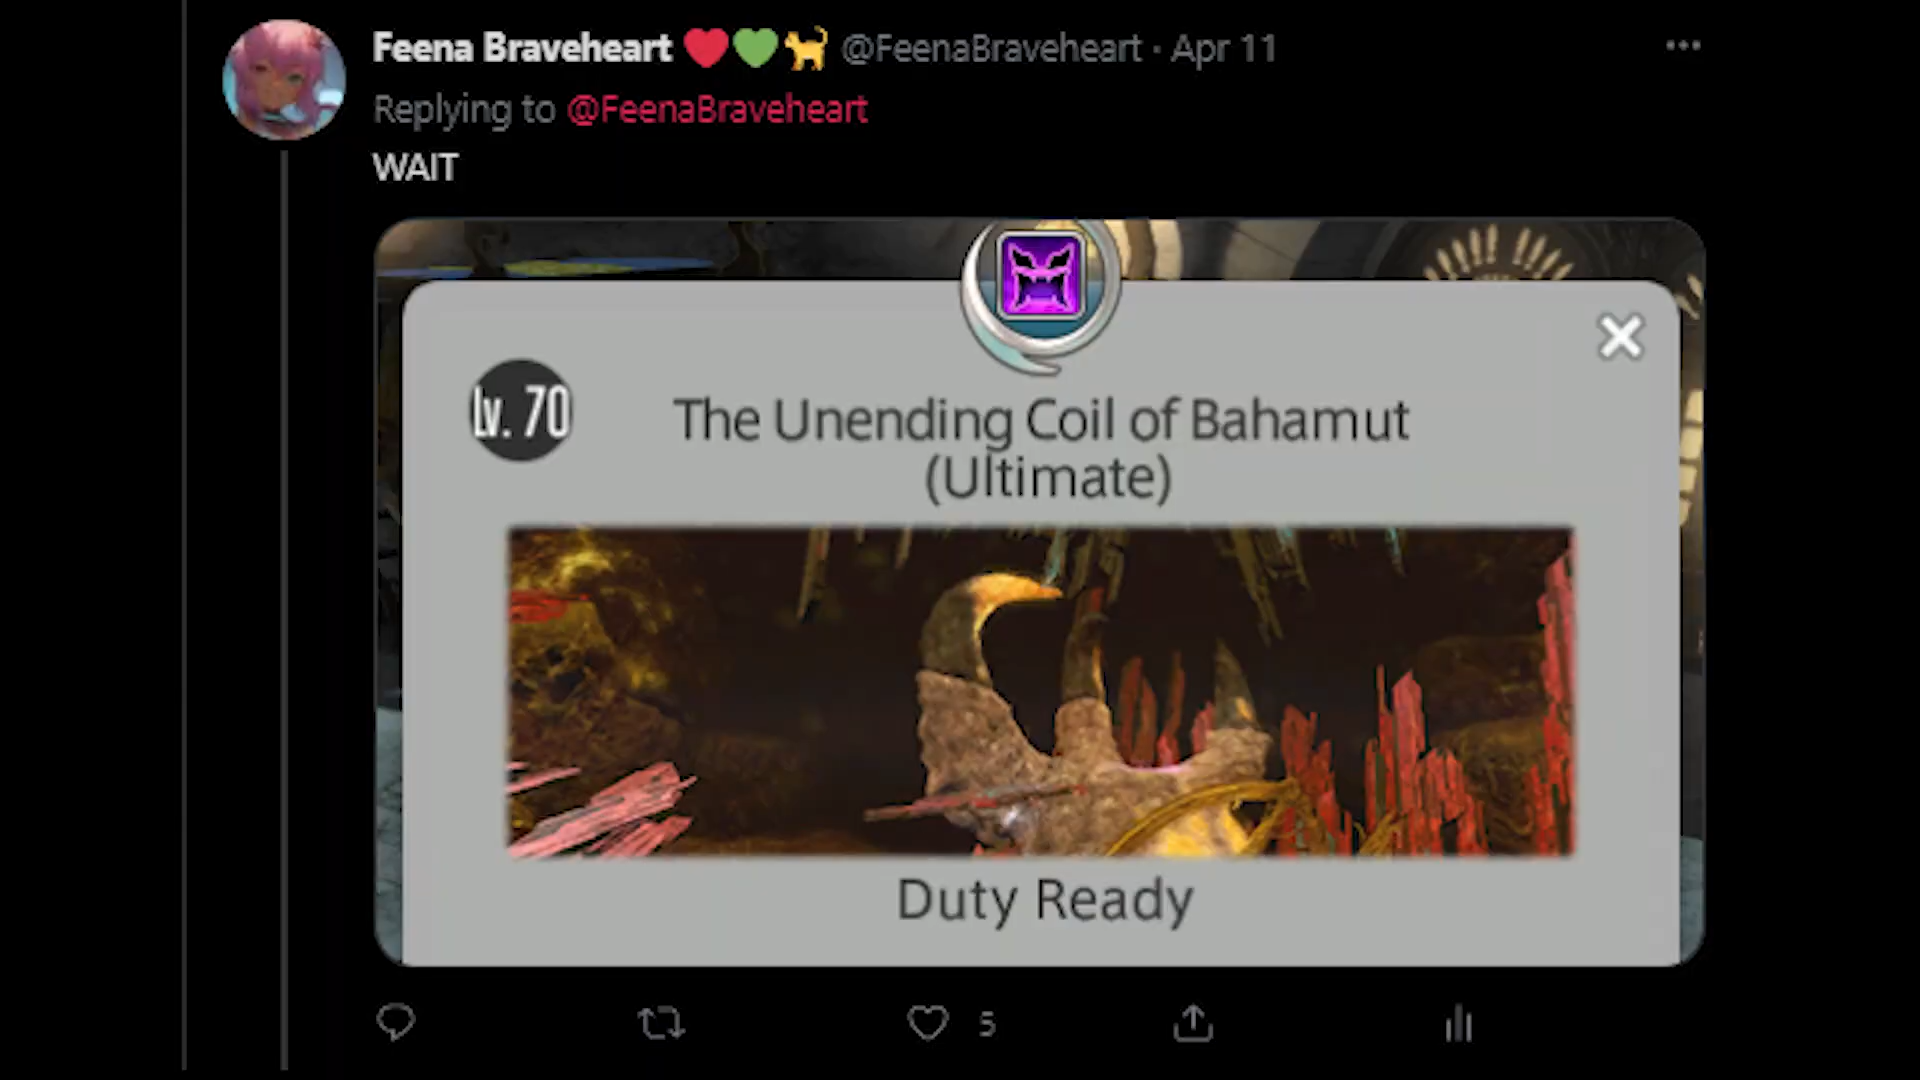 Feena Braveheart ❤️💚🐈 @FeenaBraveheart · Apr 11
Replying to @FeenaBraveheart
WAIT
Lv. 70
The Unending Coil of Bahamut
(Ultimate)
Duty Ready
5